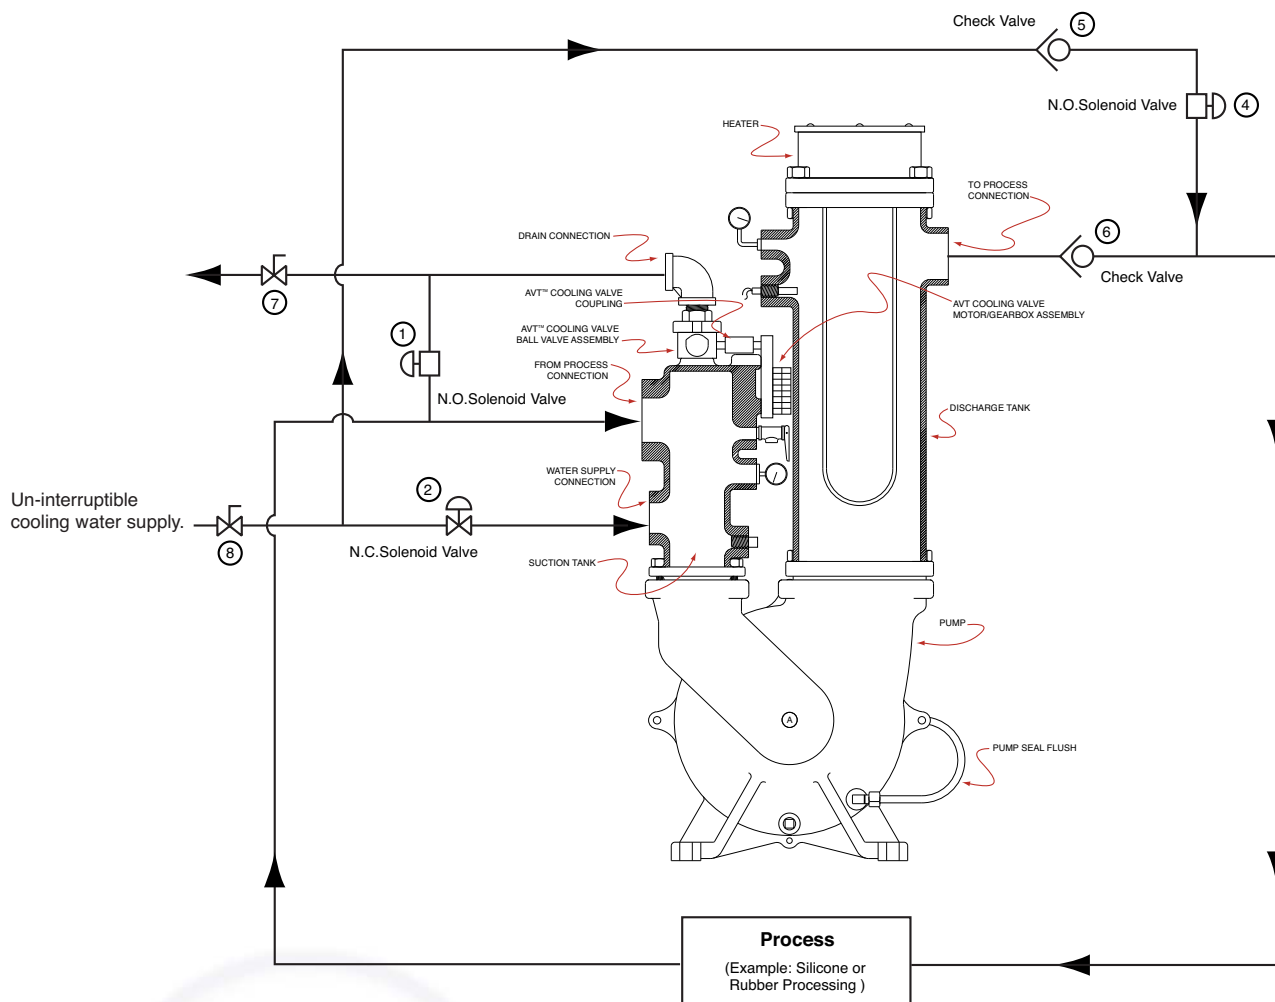 Check Valve
5
N.O.Solenoid Valve
4
HEATER
TO PROCESS
CONNECTION
DRAIN CONNECTION
6
Check Valve
7
AVT™ COOLING VALVE
COUPLING
AVT COOLING VALVE
MOTOR/GEARBOX ASSEMBLY
1
AVT™ COOLING VALVE
BALL VALVE ASSEMBLY
FROM PROCESS
CONNECTION
N.O.Solenoid Valve
DISCHARGE TANK
WATER SUPPLY
CONNECTION
2
Un-interruptible
cooling water supply.
8
N.C.Solenoid Valve
SUCTION TANK
PUMP
A
PUMP SEAL FLUSH
Process
(Example: Silicone or
Rubber Processing )